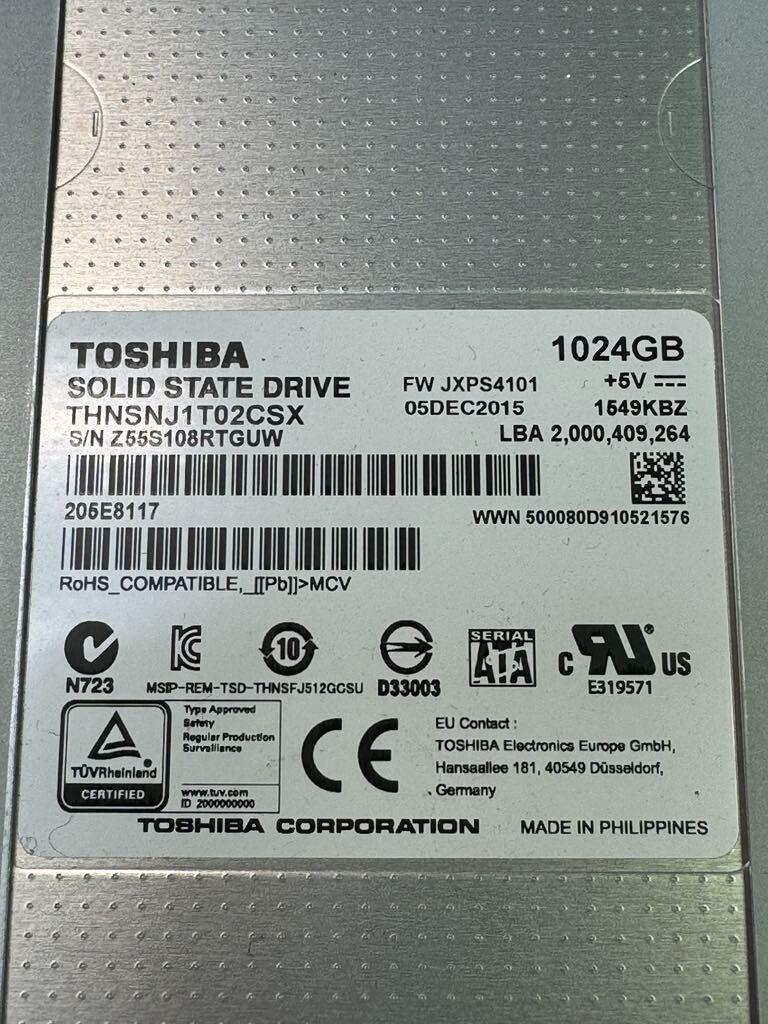 TOSHIBA
1024GB
SOLID STATE DRIVE
FW JXPS4101
+5V
THNSNJ1T02CSX
05DEC2015
1549KBZ
S/N Z55S108RTGUW
LBA 2,000,409,264
205E8117
WWN 500080D910521576
RoHS_COMPATIBLE,_[[Pb]]>MCV
10
SERIAL
ATA
c RU® US
N723
MSIP-REM-TSD-THNSFJ512GCSU
D33003
E319571
TÜVRheinland®
CERTIFIED
Type Approved
Safety
Regular Production
Surveillance
www.tuv.com
ID 2000000000
CE
EU Contact :
TOSHIBA Electronics Europe GmbH,
Hansaallee 181, 40549 Düsseldorf,
Germany
TOSHIBA CORPORATION
MADE IN PHILIPPINES